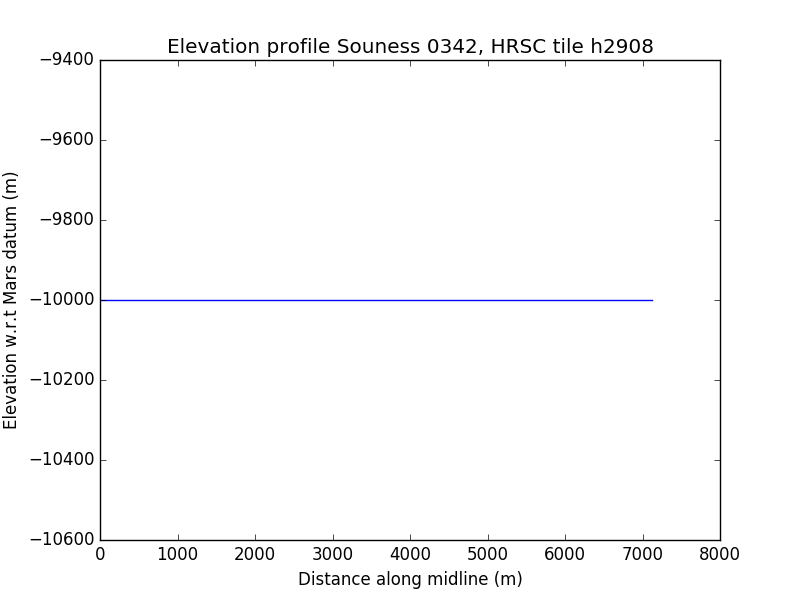 Elevation profile Souness 0342, HRSC tile h2908
−9400
−9600
−9800
−10000
−10200
−10400
−10600
Elevation w.r.t Mars datum (m)
0 1000 2000 3000 4000 5000 6000 7000 8000
Distance along midline (m)